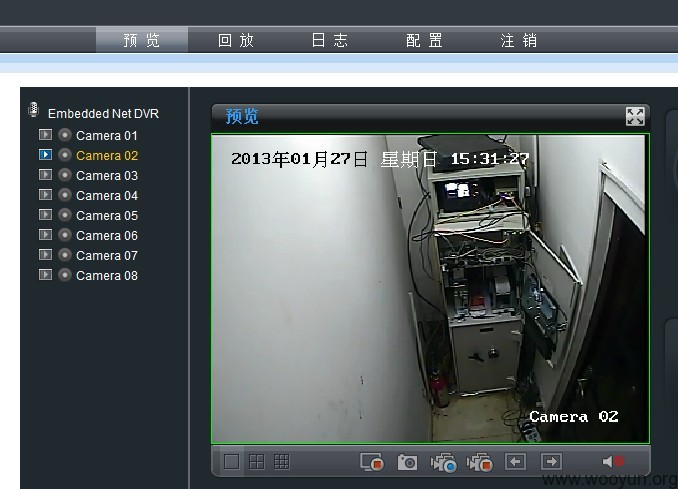 预览 回放 日志 配置 注销
Embedded Net DVR
Camera 01
Camera 02
Camera 03
Camera 04
Camera 05
Camera 06
Camera 07
Camera 08
预览
2013年01月27日 星期日 15:31:27
Camera 02
www.wooyun.org